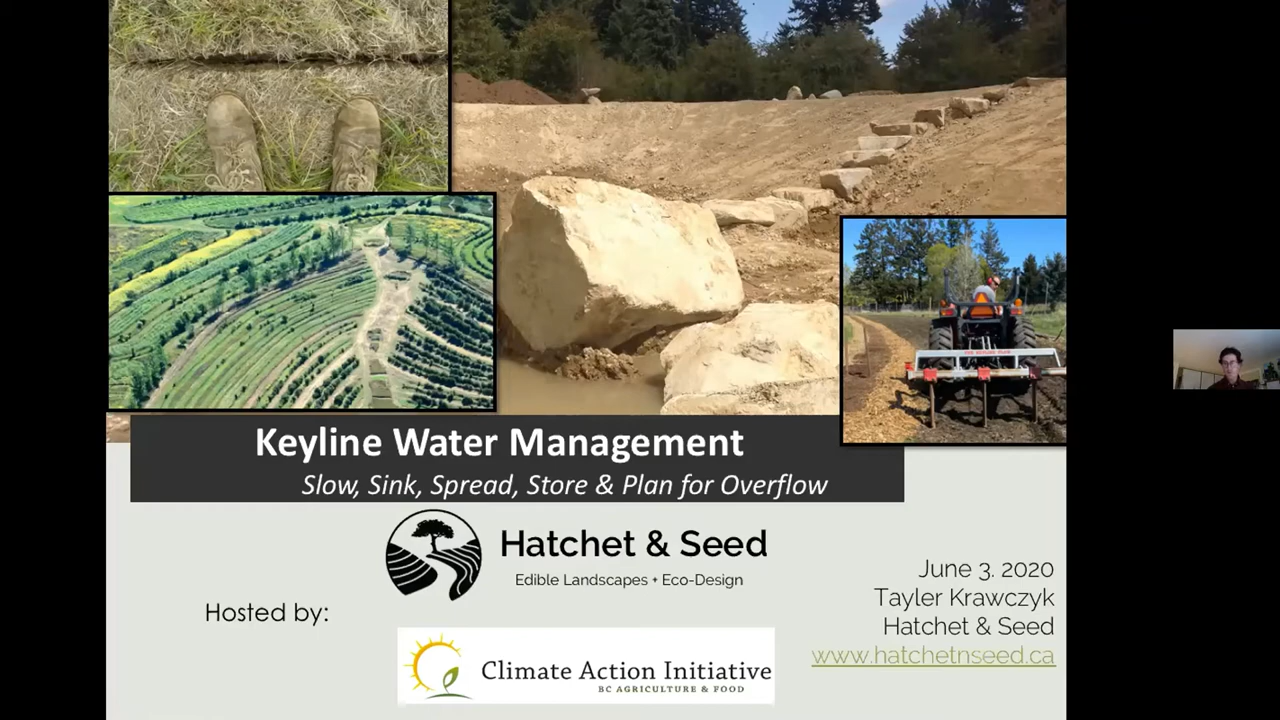 Keyline Water Management
Slow, Sink, Spread, Store & Plan for Overflow
Hatchet & Seed
Edible Landscapes + Eco-Design
Hosted by:
Climate Action Initiative
BC AGRICULTURE & FOOD
June 3. 2020
Tayler Krawczyk
Hatchet & Seed
www.hatchetnseed.ca